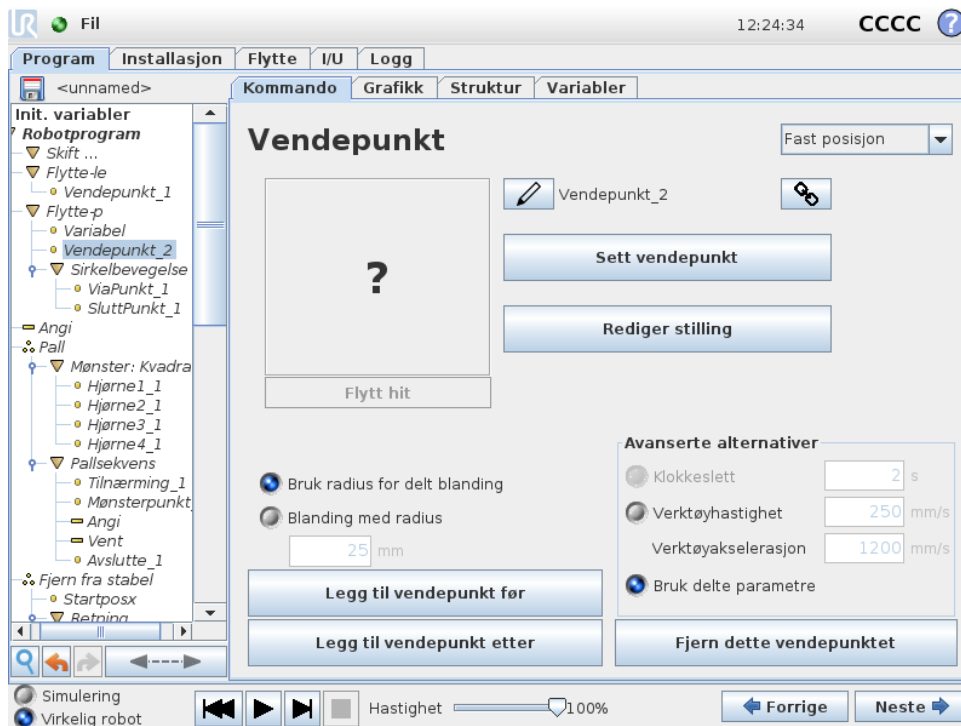 UR Fil 12:24:34 CCCC ?
Program Installasjon Flytte I/U Logg
<unnamed>
Kommando Grafikk Struktur Variabler
Init. variabler
Robotprogram
Skift ...
Flytte-le
Vendepunkt_1
Flytte-p
Variabel
Vendepunkt_2
Sirkelbevegelse
ViaPunkt_1
SluttPunkt_1
Angi
Pall
Mønster: Kvadra
Hjørne1_1
Hjørne2_1
Hjørne3_1
Hjørne4_1
Pallsekvens
Tilnærming_1
Mønsterpunkt
Angi
Vent
Avslutte_1
Fjern fra stabel
Startposx
Retning
Vendepunkt
Fast posisjon
?
Flytt hit
Vendepunkt_2
Sett vendepunkt
Rediger stilling
Bruk radius for delt blanding
Blanding med radius
25 mm
Avanserte alternativer
Klokkeslett 2 s
Verktøyhastighet 250 mm/s
Verktøyakselerasjon 1200 mm/s
Bruk delte parametre
Legg til vendepunkt før
Legg til vendepunkt etter
Fjern dette vendepunktet
Simulering
Virkelig robot
Hastighet 100%
Forrige Neste